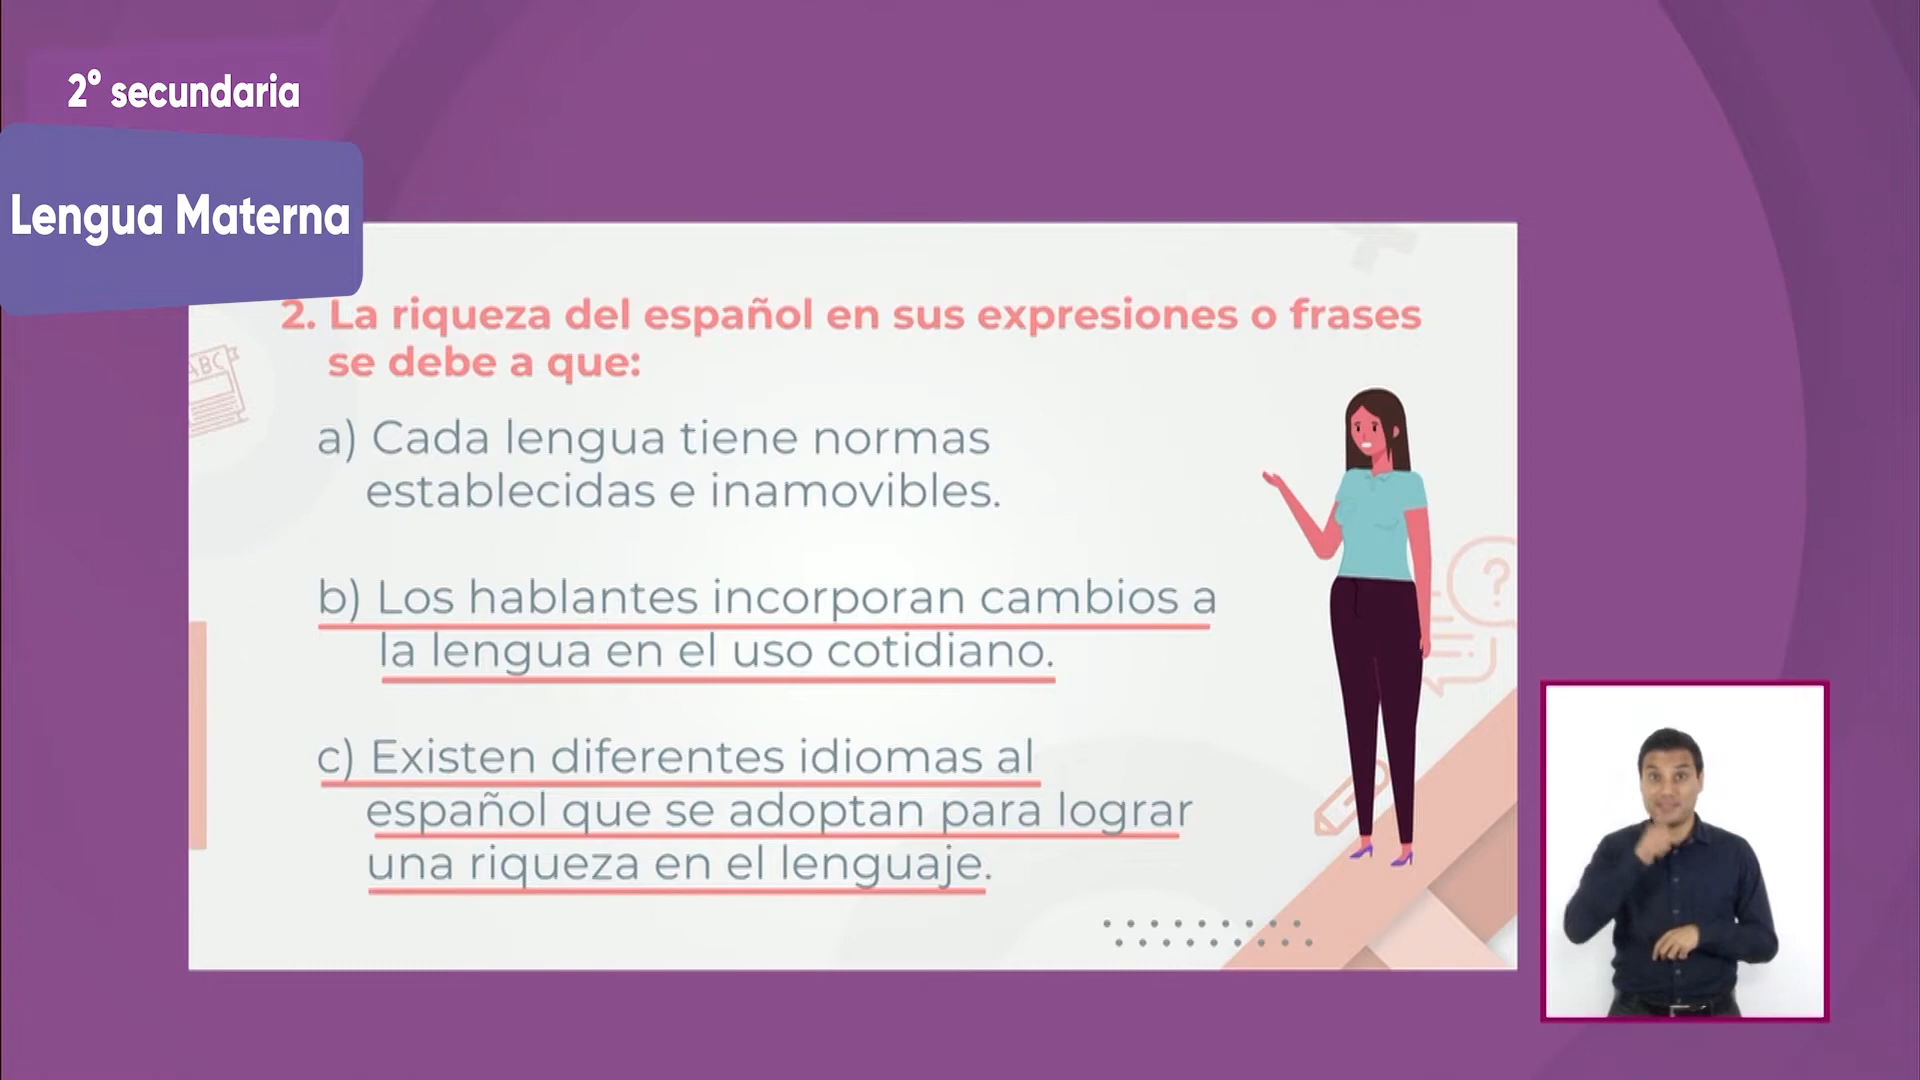 2° secundaria
Lengua Materna
2. La riqueza del español en sus expresiones o frases
se debe a que:
ABC
a) Cada lengua tiene normas
establecidas e inamovibles.
b) Los hablantes incorporan cambios a
la lengua en el uso cotidiano.
?
c) Existen diferentes idiomas al
español que se adoptan para lograr
una riqueza en el lenguaje.